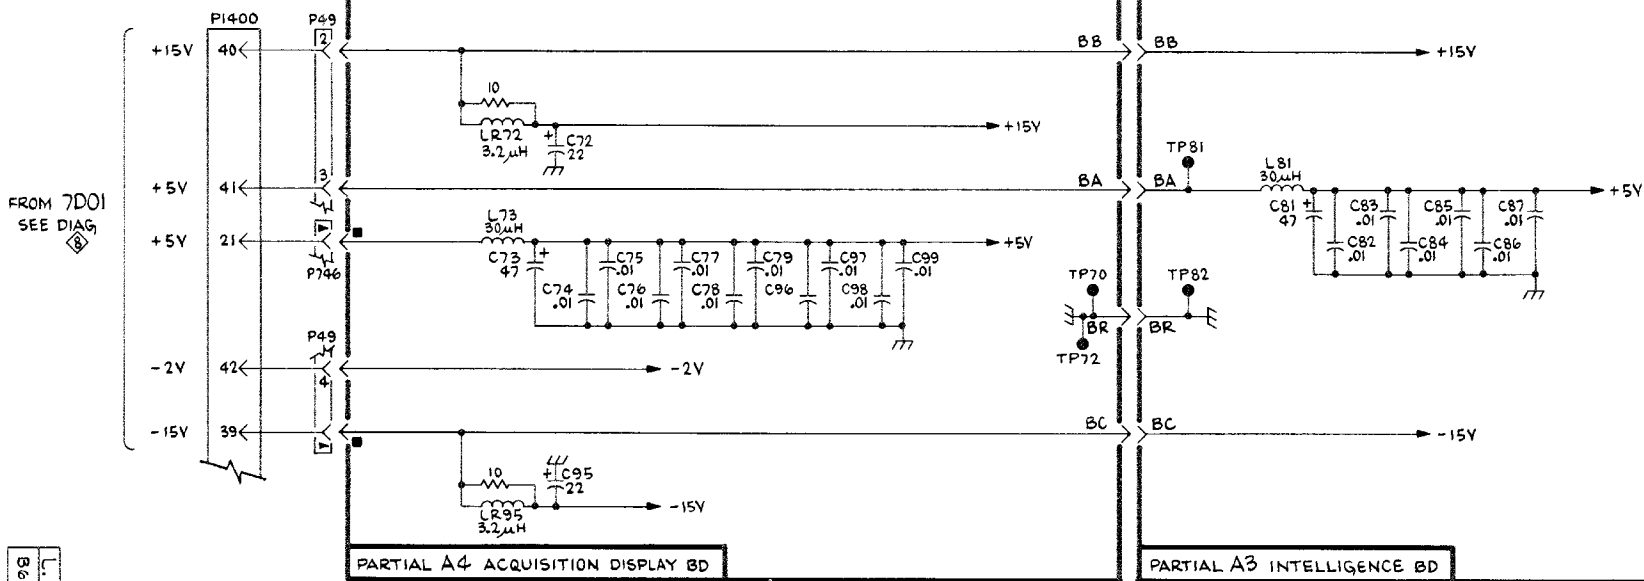 P1400
P49
2
+15V
40
BB
BB
+15V
10
LR72
3.2μH
+
C72
22
+15V
TP81
+5V
41
3
BA
BA
L81
30μH
+5V
C81
+
47
C83
.01
C85
.01
C87
.01
C82
.01
C84
.01
C86
.01
FROM 7D01
SEE DIAG
8
+5V
21
P746
L73
30μH
+5V
C73
47
+
C75
.01
C77
.01
C79
.01
C97
.01
C99
.01
C74
.01
C76
.01
C78
.01
C96
C98
.01
TP70
TP82
BR
BR
TP72
P49
-2V
42
4
-2V
-15V
39
BC
BC
-15V
10
LR95
3.2μH
+
C95
22
-15V
PARTIAL A4 ACQUISITION DISPLAY BD
PARTIAL A3 INTELLIGENCE BD
L.